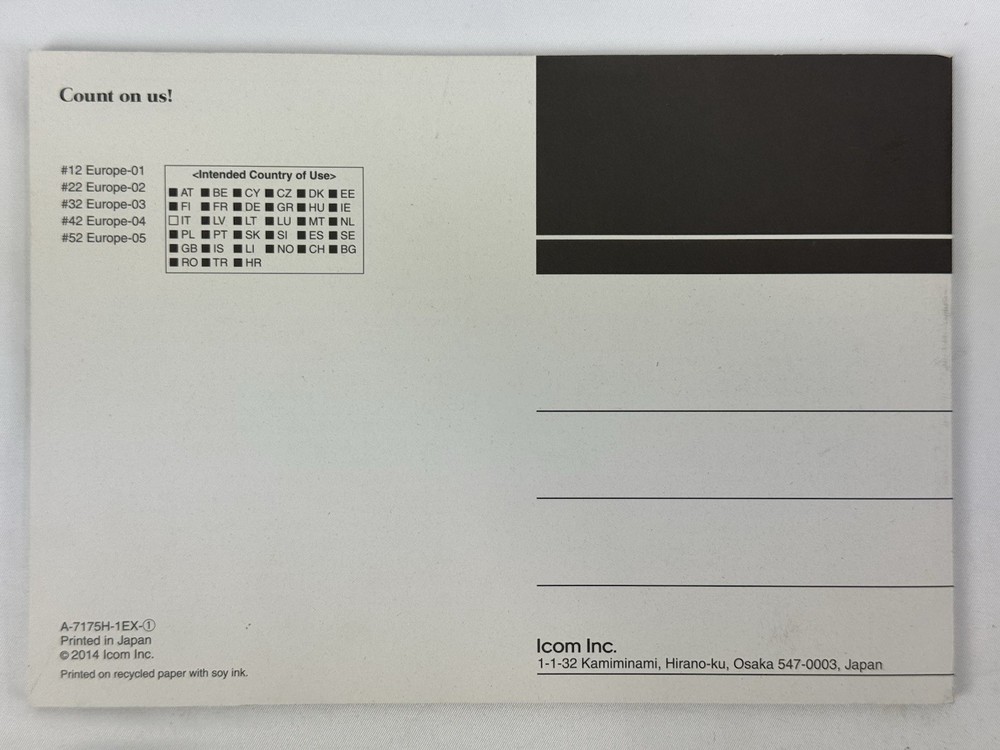 Count on us!
#12 Europe-01
#22 Europe-02
#32 Europe-03
#42 Europe-04
#52 Europe-05
<Intended Country of Use>
■ AT ■ BE ■ CY ■ CZ ■ DK ■ EE
■ FI ■ FR ■ DE ■ GR ■ HU ■ IE
□ IT ■ LV ■ LT ■ LU ■ MT ■ NL
■ PL ■ PT ■ SK ■ SI ■ ES ■ SE
■ GB ■ IS ■ LI ■ NO ■ CH ■ BG
■ RO ■ TR ■ HR
A-7175H-1EX-①
Printed in Japan
© 2014 Icom Inc.
Printed on recycled paper with soy ink.
Icom Inc.
1-1-32 Kamiminami, Hirano-ku, Osaka 547-0003, Japan